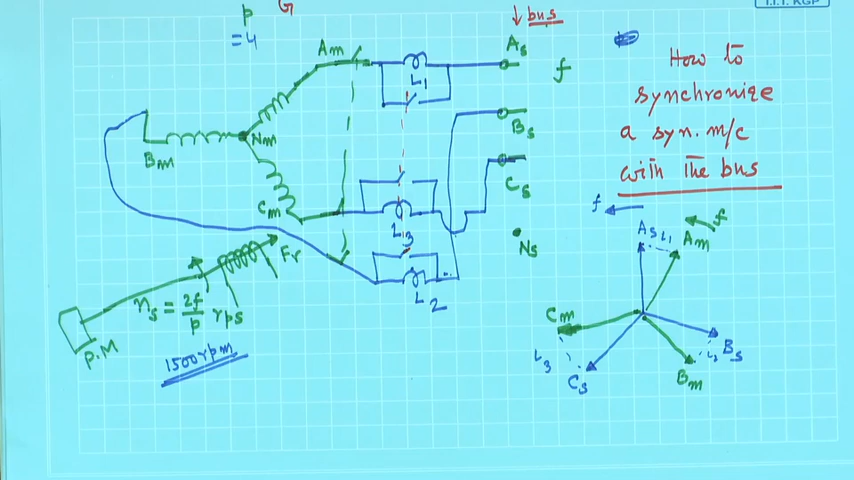 I.I.T. KGP
P G
= 4
bus
Am
As
L1
f
How to
synchronize
a syn. m/c
with the bus
Bm
Nm
Bs
Cm
Cs
L3
Ns
L2
Fr
ns = 2f/p rps
P.M
1500 rpm
f
f
As L1 Am
Cm
L3
Cs
L2 Bs
Bm